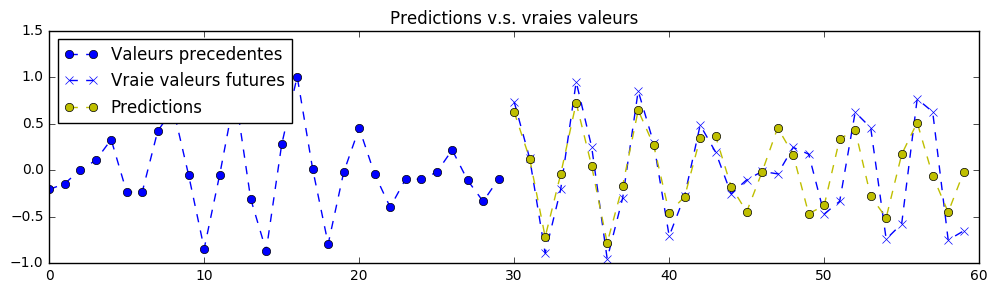 Predictions v.s. vraies valeurs
1.5
1.0
0.5
0.0
−0.5
−1.0
Valeurs precedentes
Vraie valeurs futures
Predictions
0 10 20 30 40 50 60